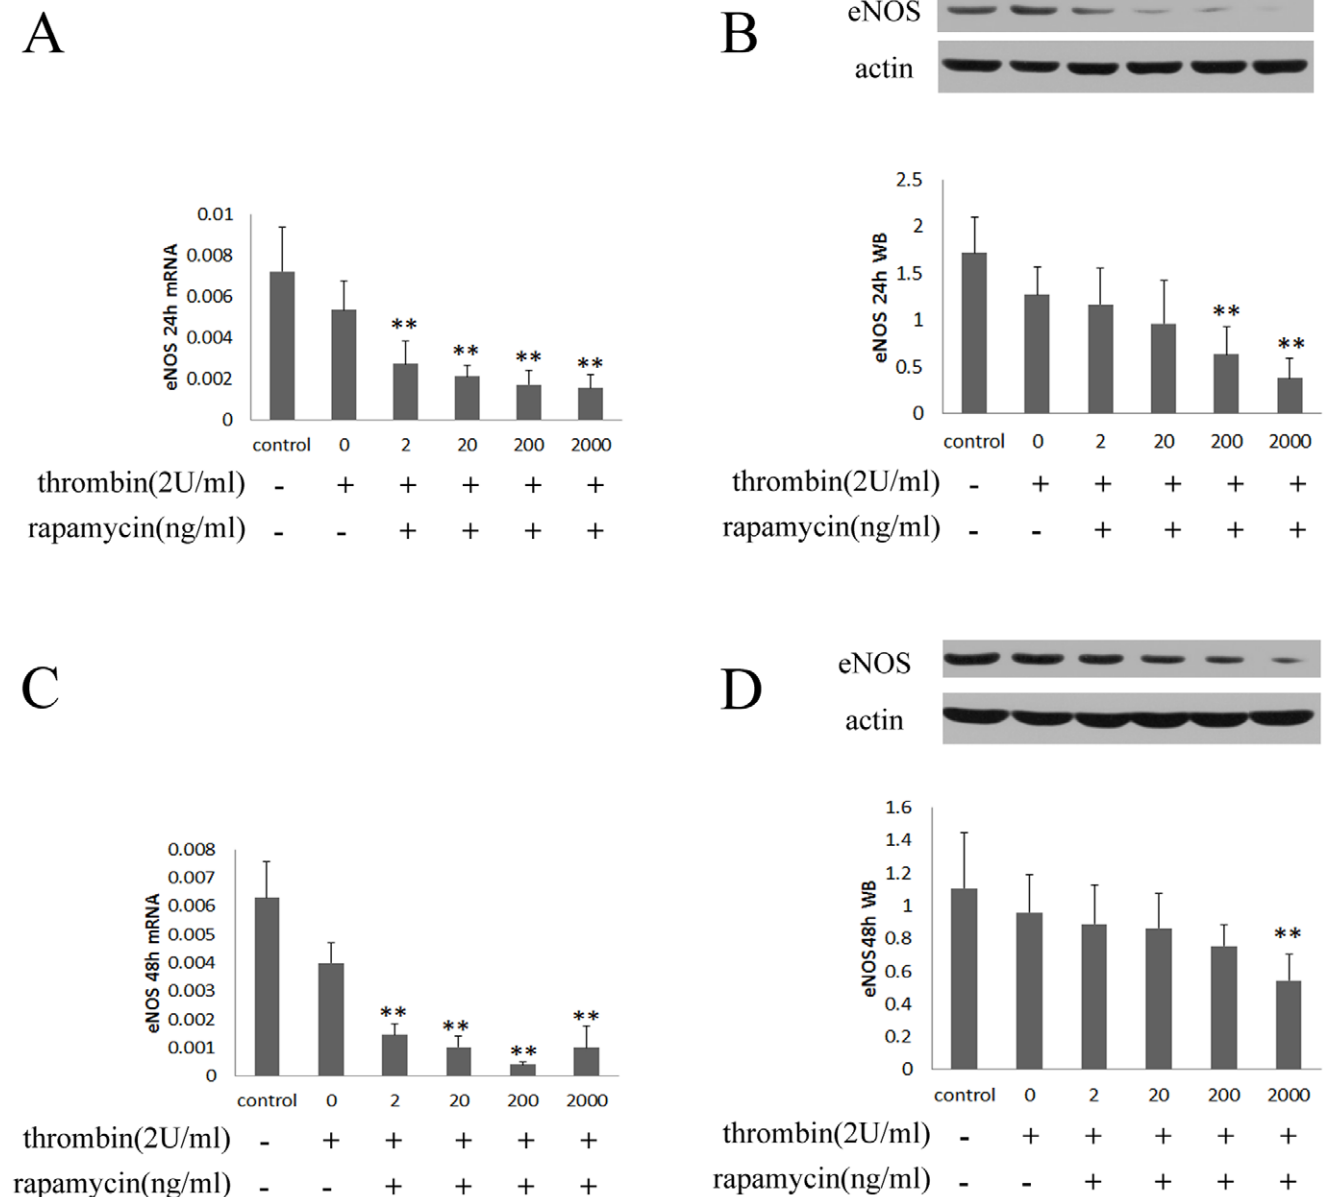 A
0.01
0.008
0.006
0.004
0.002
0
eNOS 24h mRNA
**
**
**
**
control 0 2 20 200 2000
thrombin(2U/ml) - + + + + +
rapamycin(ng/ml) - - + + + +
B
eNOS
actin
2.5
2
1.5
1
0.5
0
eNOS 24h WB
**
**
control 0 2 20 200 2000
thrombin(2U/ml) - + + + + +
rapamycin(ng/ml) - - + + + +
C
0.008
0.007
0.006
0.005
0.004
0.003
0.002
0.001
0
eNOS 48h mRNA
**
**
**
**
control 0 2 20 200 2000
thrombin(2U/ml) - + + + + +
rapamycin(ng/ml) - - + + + +
D
eNOS
actin
1.6
1.4
1.2
1
0.8
0.6
0.4
0.2
0
eNOS48h WB
**
control 0 2 20 200 2000
thrombin(2U/ml) - + + + + +
rapamycin(ng/ml) - - + + + +